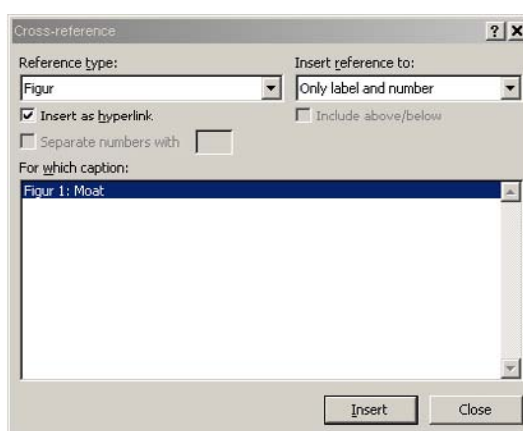 Cross-reference
Reference type:
Insert reference to:
Figur
Only label and number
Insert as hyperlink
Include above/below
Separate numbers with
For which caption:
Figur 1: Moat
Insert
Close